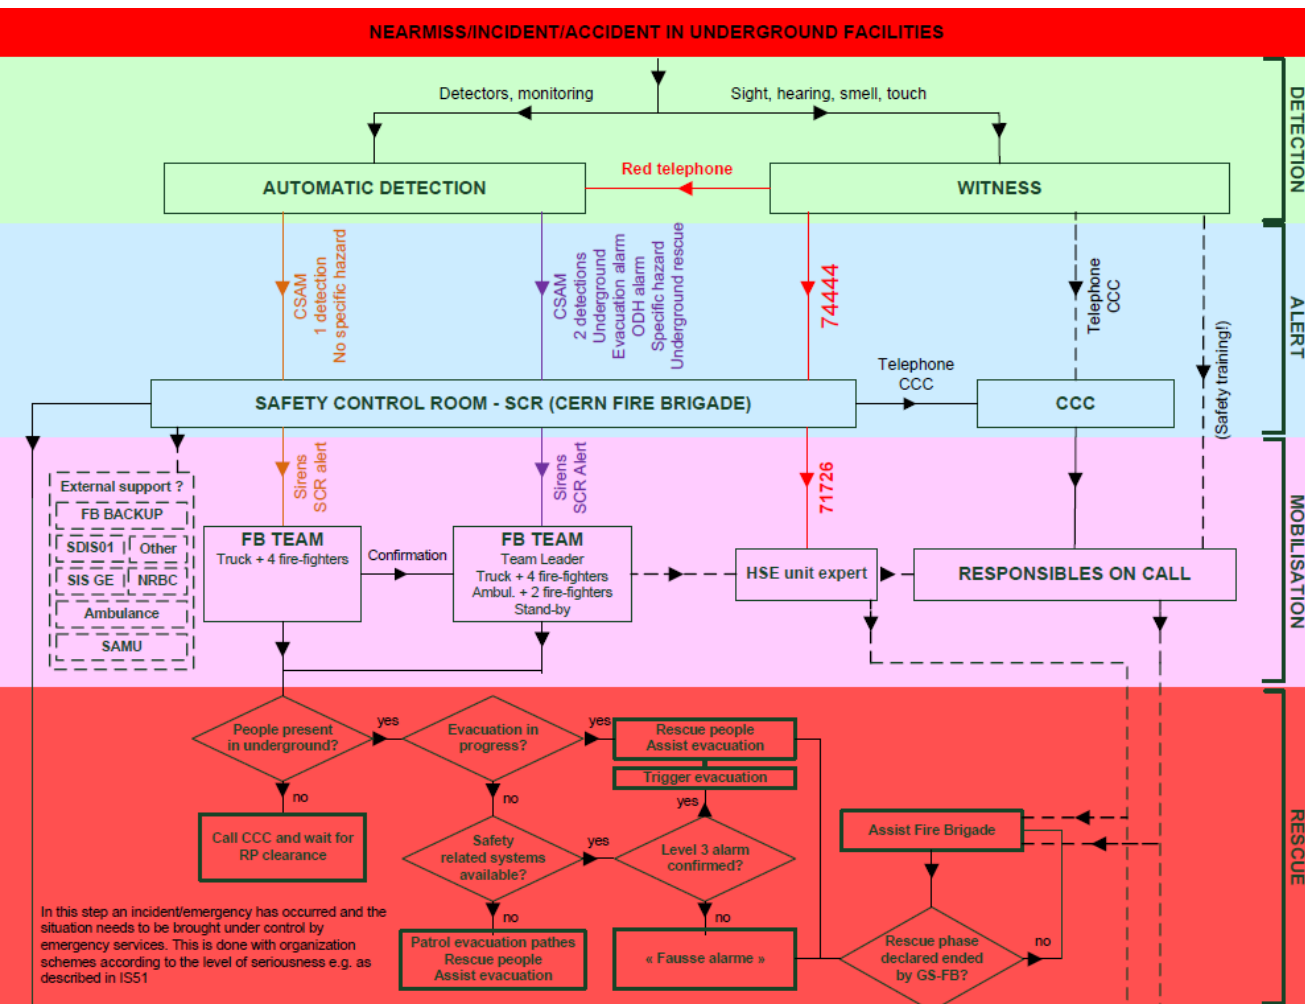 NEARMISS/INCIDENT/ACCIDENT IN UNDERGROUND FACILITIES
DETECTION
Detectors, monitoring
Sight, hearing, smell, touch
AUTOMATIC DETECTION
Red telephone
WITNESS
ALERT
CSAM
1 detection
No specific hazard
CSAM
2 detections
Underground
Evacuation alarm
ODH alarm
Specific hazard
Underground rescue
74444
Telephone
CCC
(Safety training!)
SAFETY CONTROL ROOM - SCR (CERN FIRE BRIGADE)
Telephone
CCC
CCC
MOBILISATION
Sirens
SCR alert
Sirens
SCR Alert
71726
External support ?
FB BACKUP
SDIS01
Other
SIS GE
NRBC
Ambulance
SAMU
FB TEAM
Truck + 4 fire-fighters
Confirmation
FB TEAM
Team Leader
Truck + 4 fire-fighters
Ambul. + 2 fire-fighters
Stand-by
HSE unit expert
RESPONSIBLES ON CALL
RESCUE
People present
in underground?
yes
no
Evacuation in
progress?
yes
no
Rescue people
Assist evacuation
Trigger evacuation
yes
Call CCC and wait for
RP clearance
Safety
related systems
available?
yes
no
Level 3 alarm
confirmed?
no
Assist Fire Brigade
Patrol evacuation pathes
Rescue people
Assist evacuation
« Fausse alarme »
Rescue phase
declared ended
by GS-FB?
no
In this step an incident/emergency has occurred and the
situation needs to be brought under control by
emergency services. This is done with organization
schemes according to the level of seriousness e.g. as
described in IS51